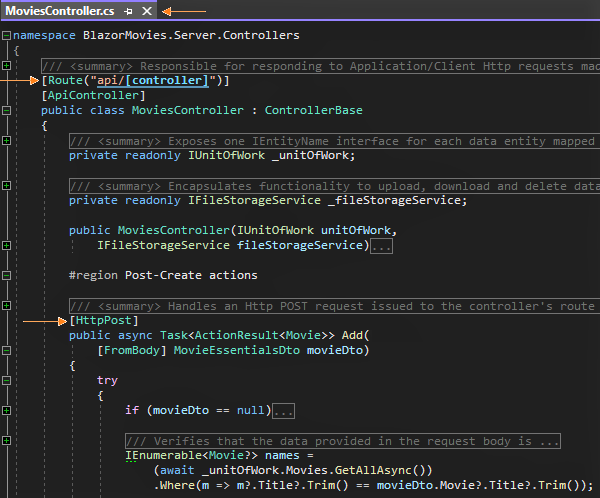 MoviesController.cs
namespace BlazorMovies.Server.Controllers
{
/// <summary> Responsible for responding to Application/Client Http requests mad
[Route("api/[controller]")]
[ApiController]
public class MoviesController : ControllerBase
{
/// <summary> Exposes one IEntityName interface for each data entity mapped
private readonly IUnitOfWork _unitOfWork;
/// <summary> Encapsulates functionality to upload, download and delete data
private readonly IFileStorageService _fileStorageService;
public MoviesController(IUnitOfWork unitOfWork,
IFileStorageService fileStorageService)...
#region Post-Create actions
/// <summary> Handles an Http POST request issued to the controller's route
[HttpPost]
public async Task<ActionResult<Movie>> Add(
[FromBody] MovieEssentialsDto movieDto)
{
try
{
if (movieDto == null)...
/// Verifies that the data provided in the request body is ...
IEnumerable<Movie?> names =
(await _unitOfWork.Movies.GetAllAsync())
.Where(m => m?.Title?.Trim() == movieDto.Movie?.Title?.Trim());